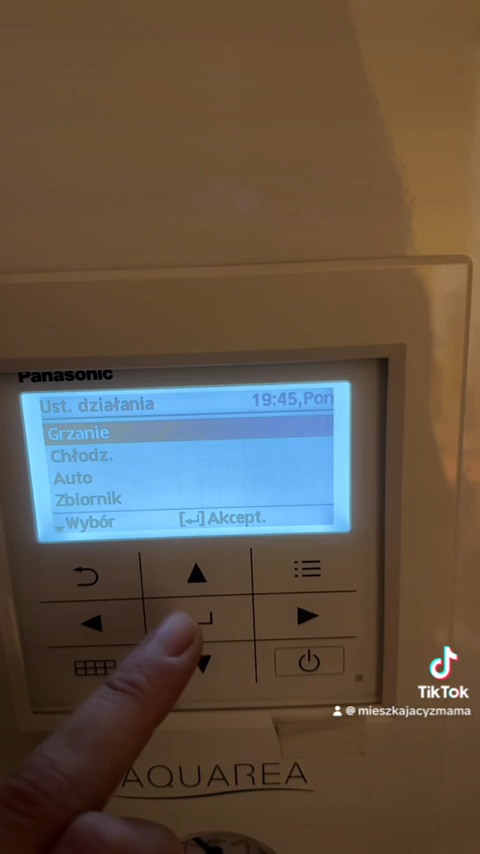 Panasonic
Ust. działania 19:45,Pon
Grzanie
Chłodz.
Auto
Zbiornik
Wybór [↵] Akcept.
TikTok
@mieszkajacyzmama
AQUAREA